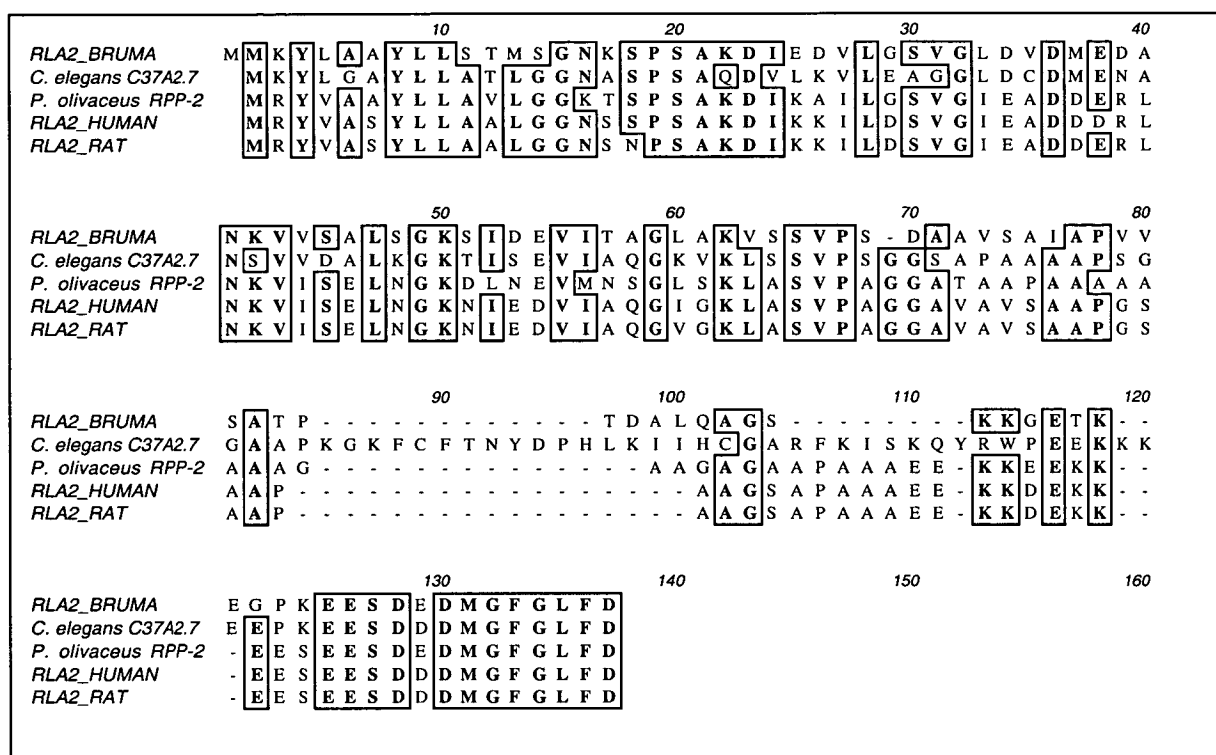 10 20 30 40
RLA2_BRUMA M M K Y L A A Y L L S T M S G N K S P S A K D I E D V L G S V G L D V D M E D A
C. elegans C37A2.7 M K Y L G A Y L L A T L G G N A S P S A Q D V L K V L E A G G L D C D M E N A
P. olivaceus RPP-2 M R Y V A A Y L L A V L G G K T S P S A K D I K A I L G S V G I E A D D E R L
RLA2_HUMAN M R Y V A S Y L L A A L G G N S S P S A K D I K K I L D S V G I E A D D D R L
RLA2_RAT M R Y V A S Y L L A A L G G N S N P S A K D I K K I L D S V G I E A D D E R L
50 60 70 80
RLA2_BRUMA N K V V S A L S G K S I D E V I T A G L A K V S S V P S - D A A V S A I A P V V
C. elegans C37A2.7 N S V V D A L K G K T I S E V I A Q G K V K L S S V P S G G S A P A A A A P S G
P. olivaceus RPP-2 N K V I S E L N G K D L N E V M N S G L S K L A S V P A G G A T A A P A A A A A
RLA2_HUMAN N K V I S E L N G K N I E D V I A Q G I G K L A S V P A G G A V A V S A A P G S
RLA2_RAT N K V I S E L N G K N I E D V I A Q G V G K L A S V P A G G A V A V S A A P G S
90 100 110 120
RLA2_BRUMA S A T P - - - - - - - - - - - - T D A L Q A G S - - - - - - - - K K G E T K - -
C. elegans C37A2.7 G A A P K G K F C F T N Y D P H L K I I H C G A R F K I S K Q Y R W P E E K K K
P. olivaceus RPP-2 A A A G - - - - - - - - - - - - - - A A G A G A A P A A A E E - K K E E K K - -
RLA2_HUMAN A A P - - - - - - - - - - - - - - - - - A A G S A P A A A E E - K K D E K K - -
RLA2_RAT A A P - - - - - - - - - - - - - - - - - A A G S A P A A A E E - K K D E K K - -
130 140 150 160
RLA2_BRUMA E G P K E E S D E D M G F G L F D
C. elegans C37A2.7 E E P K E E S D D D M G F G L F D
P. olivaceus RPP-2 - E E S E E S D E D M G F G L F D
RLA2_HUMAN - E E S E E S D D D M G F G L F D
RLA2_RAT - E E S E E S D D D M G F G L F D